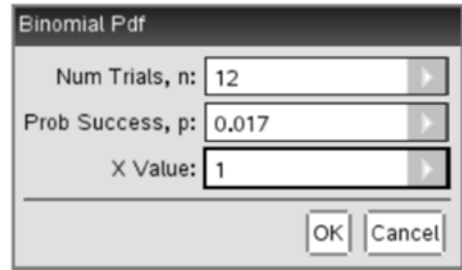 Binomial Pdf
Num Trials, n: 12
Prob Success, p: 0.017
X Value: 1
OK Cancel